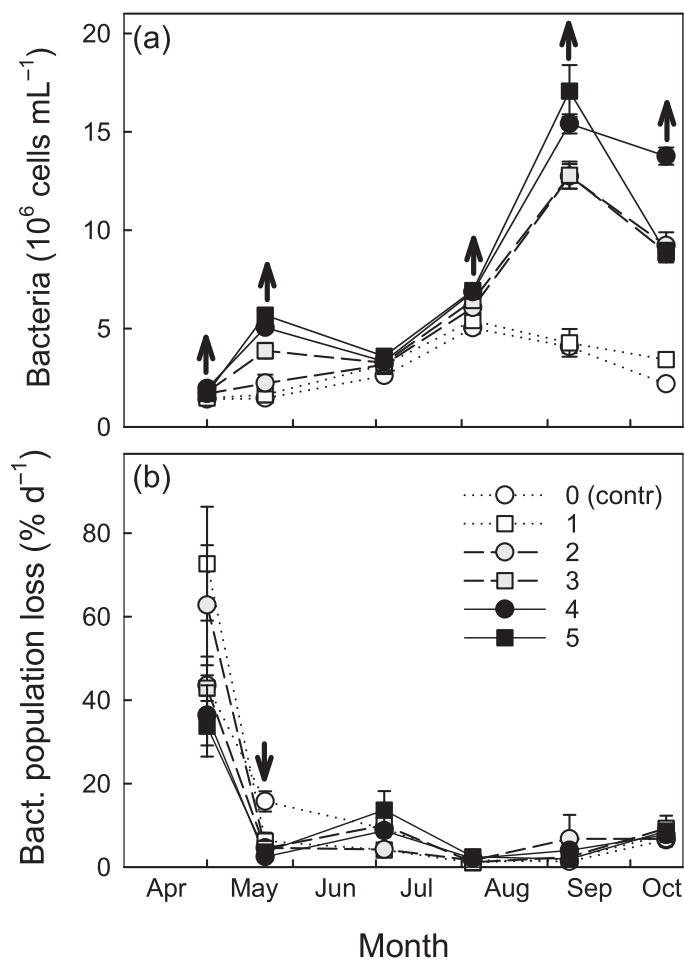 (a)
Bacteria (10⁶ cells mL⁻¹)
20
15
10
5
0
(b)
Bact. population loss (% d⁻¹)
80
60
40
20
0
0 (contr)
1
2
3
4
5
Apr May Jun Jul Aug Sep Oct
Month